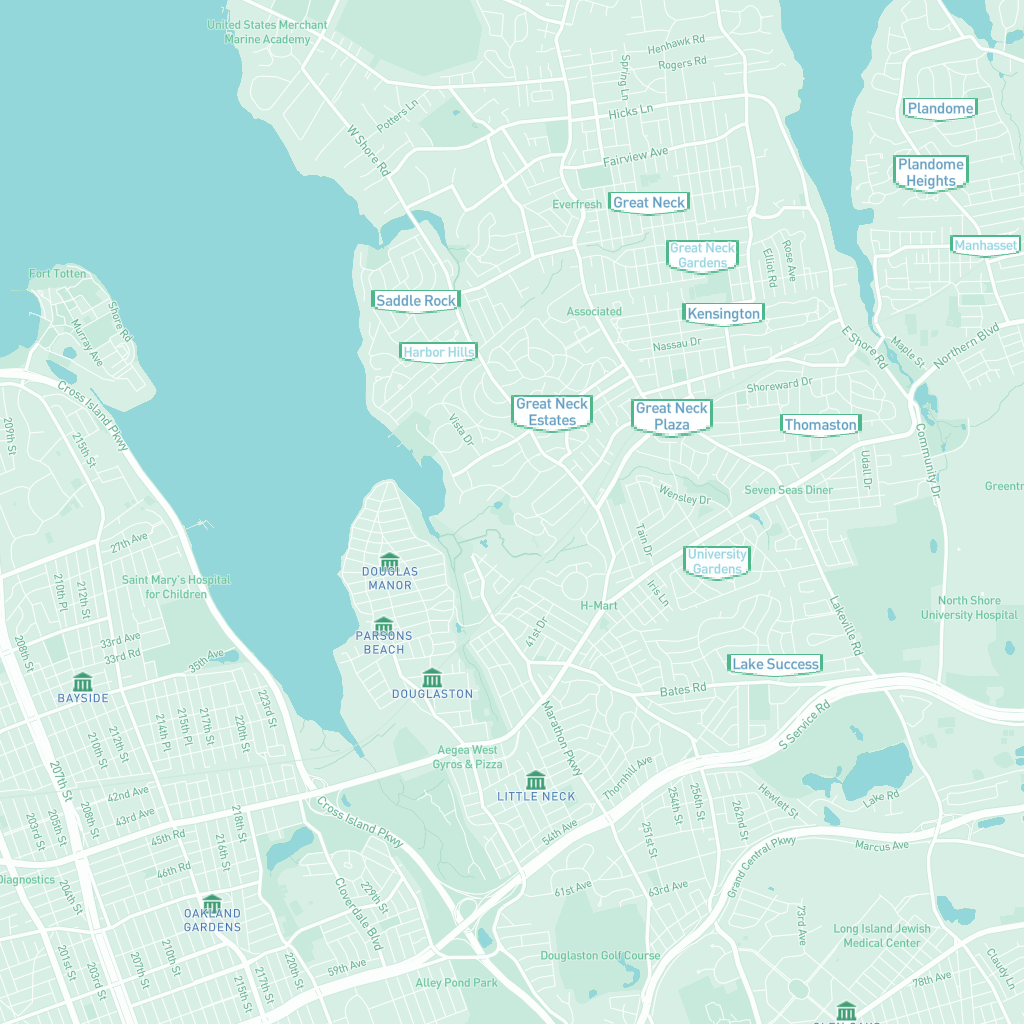 United States Merchant
Marine Academy
Henhawk Rd
Rogers Rd
Spring Ln
Potters Ln
Hicks Ln
Plandome
W Shore Rd
Fairview Ave
Plandome
Heights
Everfresh
Great Neck
Great Neck
Gardens
Elliot Rd
Rose Ave
Manhasset
Fort Totten
Shore Rd
Murray Ave
Saddle Rock
Associated
Kensington
Harbor Hills
Nassau Dr
E Shore Rd
Maple St
Northern Blvd
Cross Island Pkwy
Shoreward Dr
Great Neck
Estates
Great Neck
Plaza
Thomaston
209th St
215th St
Vista Dr
Community Dr
Udall Dr
Seven Seas Diner
Wensley Dr
27th Ave
Tain Dr
University
Gardens
DOUGLAS
MANOR
Saint Mary's Hospital
for Children
210th Pl
212th St
Iris Ln
H-Mart
Lakeville Rd
North Shore
University Hospital
33rd Ave
33rd Rd
35th Ave
208th St
PARSONS
BEACH
41st Dr
Lake Success
BAYSIDE
DOUGLASTON
Bates Rd
223rd St
220th St
217th St
215th Pl
214th Pl
212th St
210th St
Marathon Pkwy
S Service Rd
Aegea West
Gyros & Pizza
207th St
LITTLE NECK
Thornhill Ave
42nd Ave
43rd Ave
45th Rd
46th Rd
203rd St
205th St
208th St
218th St
216th St
Cross Island Pkwy
54th Ave
254th St
256th St
262nd St
251st St
Hewlett St
Lake Rd
Marcus Ave
Grand Central Pkwy
Diagnostics
204th St
61st Ave
63rd Ave
229th St
Cloverdale Blvd
OAKLAND
GARDENS
73rd Ave
Long Island Jewish
Medical Center
Douglaston Golf Course
59th Ave
Alley Pond Park
201st St
203rd St
207th St
215th St
217th St
220th St
78th Ave
Claudy Ln